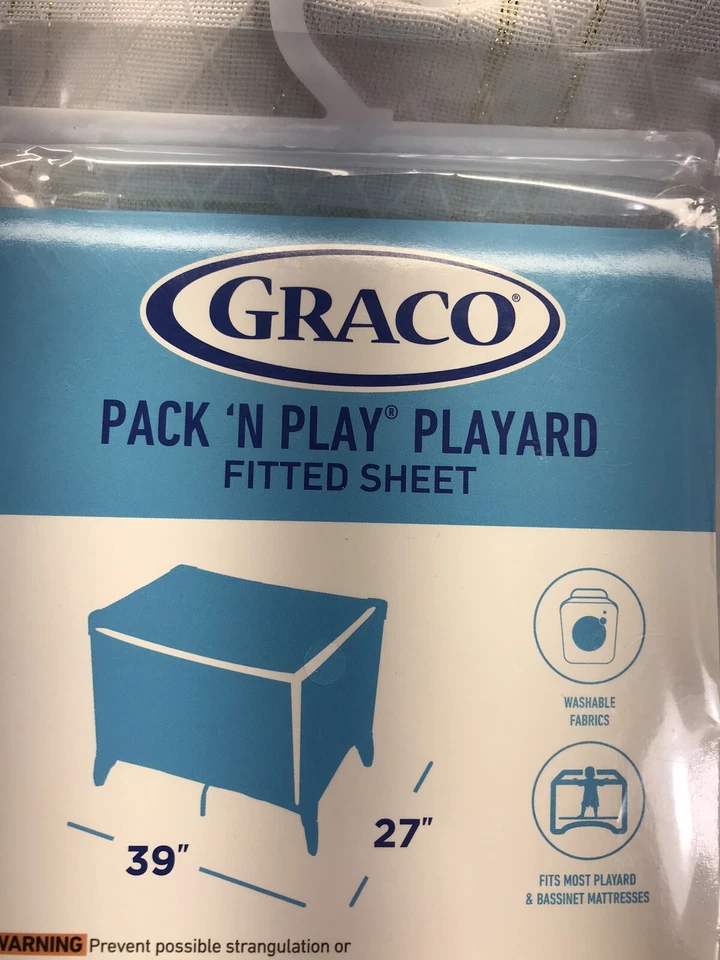 GRACO®
PACK 'N PLAY® PLAYARD
FITTED SHEET
WASHABLE
FABRICS
39"
27"
FITS MOST PLAYARD
& BASSINET MATTRESSES
WARNING Prevent possible strangulation or